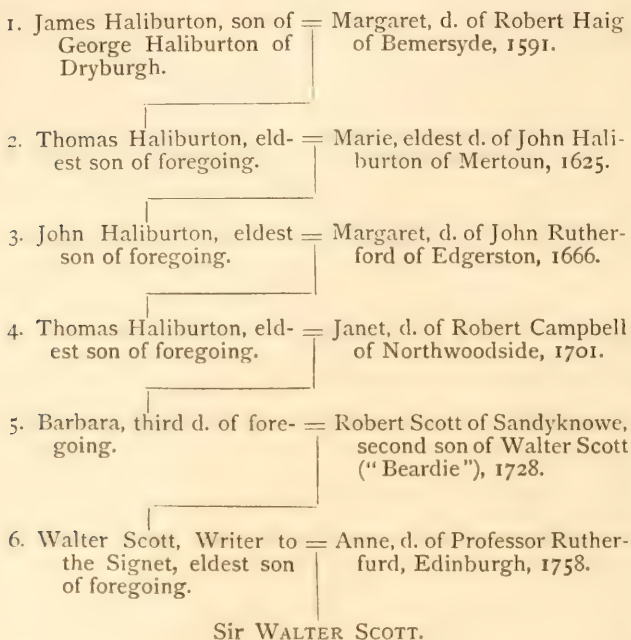 1. James Haliburton, son of = Margaret, d. of Robert Haig
George Haliburton of of Bemersyde, 1591.
Dryburgh.
2. Thomas Haliburton, eld- = Marie, eldest d. of John Hali-
est son of foregoing. burton of Mertoun, 1625.
3. John Haliburton, eldest = Margaret, d. of John Ruther-
son of foregoing. ford of Edgerston, 1666.
4. Thomas Haliburton, eld- = Janet, d. of Robert Campbell
est son of foregoing. of Northwoodside, 1701.
5. Barbara, third d. of fore- = Robert Scott of Sandyknowe,
going. second son of Walter Scott
("Beardie"), 1728.
6. Walter Scott, Writer to = Anne, d. of Professor Ruther-
the Signet, eldest son furd, Edinburgh, 1758.
of foregoing.
Sir WALTER SCOTT.